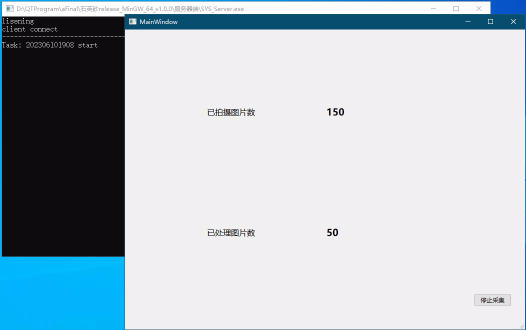 D:\QTProgram\afinal\石英砂release_MinGW_64_v1.0.0\服务器端\SYS_Server.exe
MainWindow
lisening
client connect
Task: 202306101908 start
已拍摄图片数 150
已处理图片数 50
停止采集